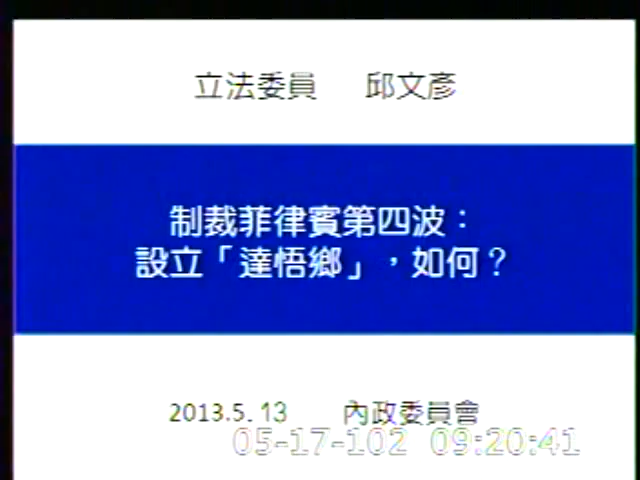 立法委員 邱文彥
制裁菲律賓第四波：
設立「達悟鄉」，如何？
2013.5.13 內政委員會
05-17-102 09:20:41